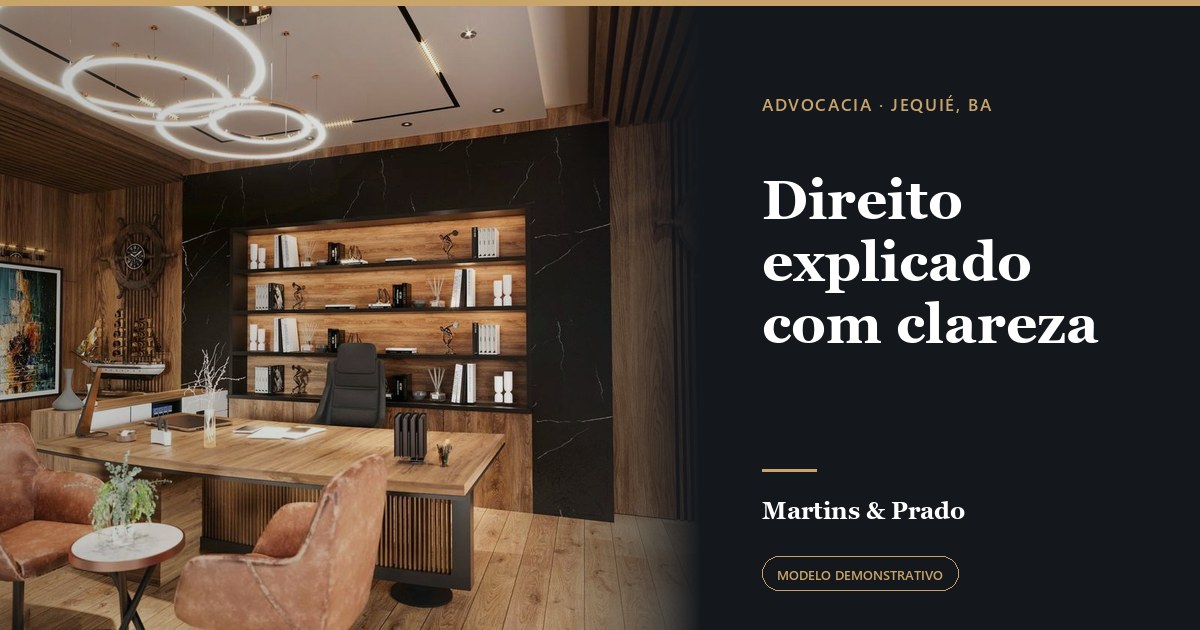 ADVOCACIA · JEQUIÉ, BA
Direito
explicado
com clareza
Martins & Prado
MODELO DEMONSTRATIVO